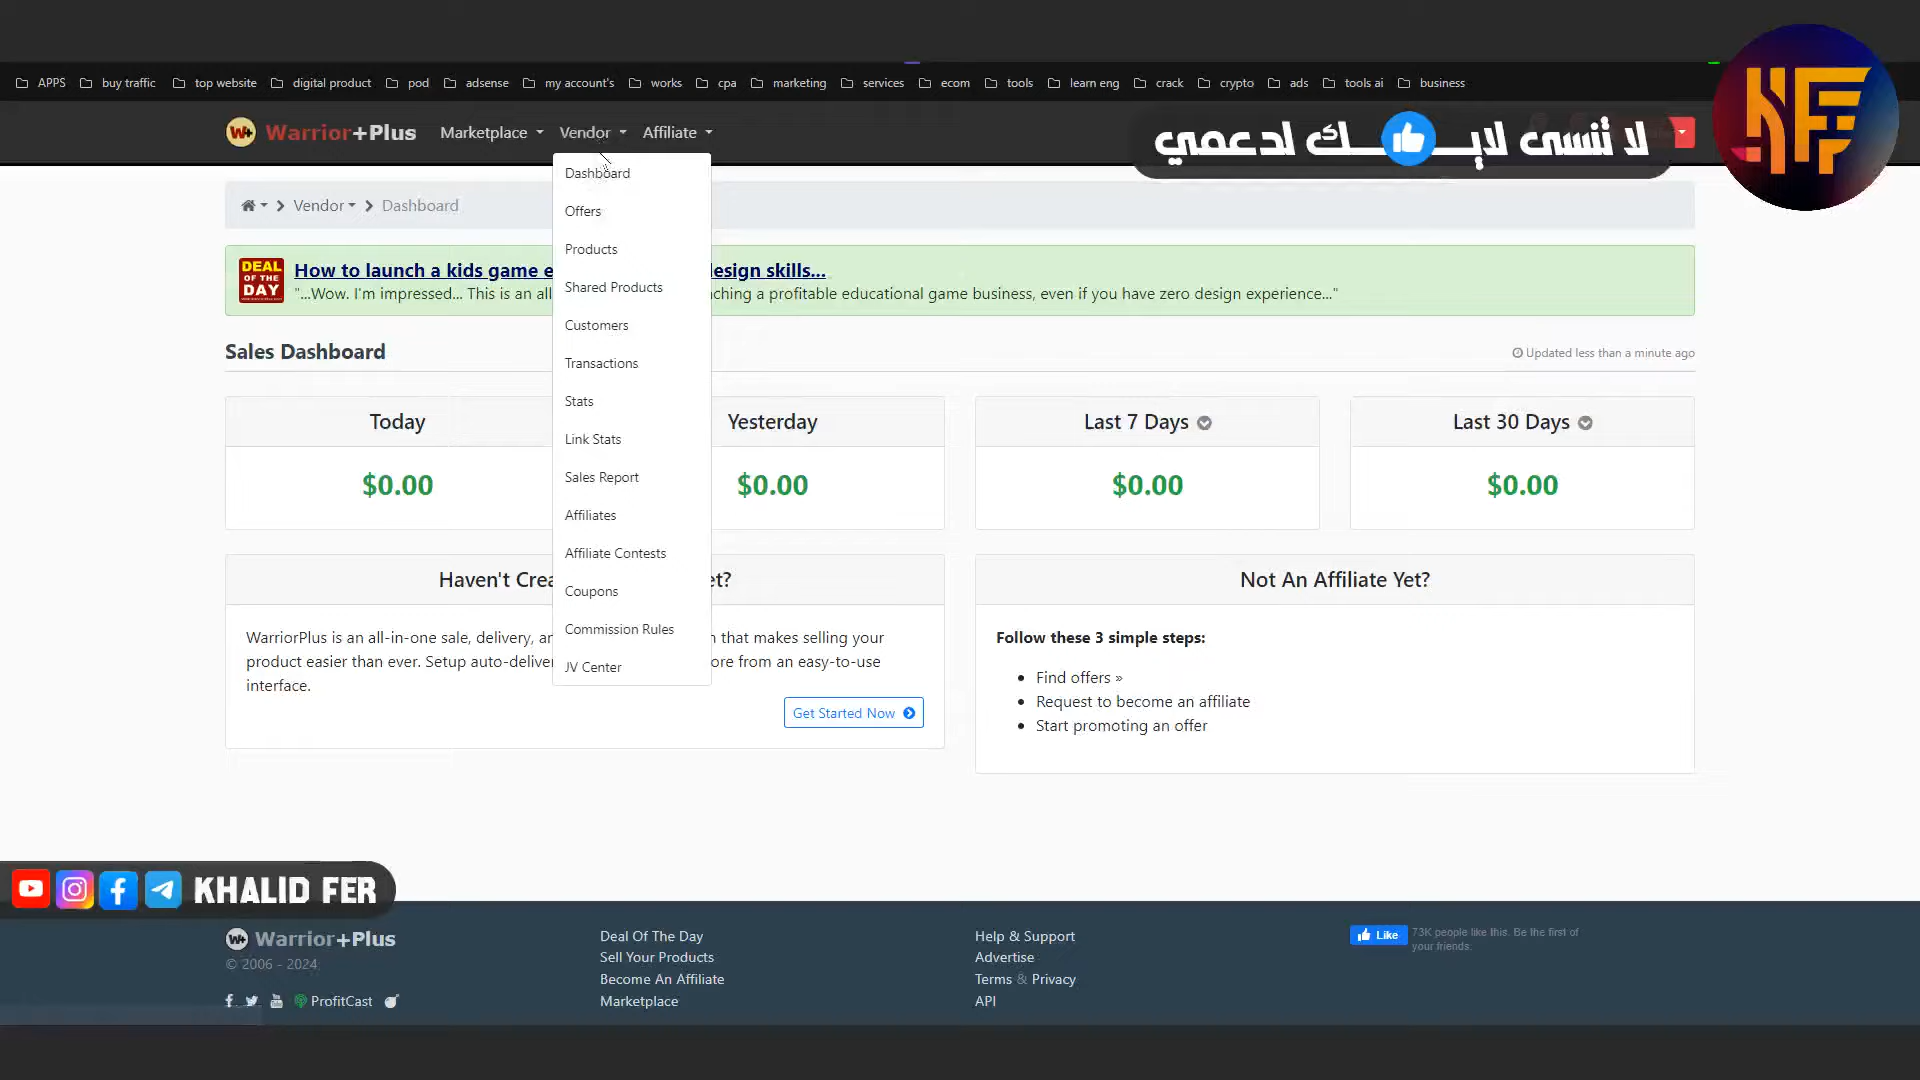 APPS buy traffic top website digital product pod adsense my account's works cpa marketing services ecom tools learn eng crack crypto ads tools ai business
Warrior+Plus Marketplace Vendor Affiliate
لا تنسى لايـــك ادعمي
Vendor Dashboard
Dashboard
Offers
Products
Shared Products
Customers
Transactions
Stats
Link Stats
Sales Report
Affiliates
Affiliate Contests
Coupons
Commission Rules
JV Center
DEAL OF THE DAY
How to launch a kids game e esign skills...
"...Wow. I'm impressed... This is an all ching a profitable educational game business, even if you have zero design experience..."
Sales Dashboard
Updated less than a minute ago
Today
$0.00
Yesterday
$0.00
Last 7 Days
$0.00
Last 30 Days
$0.00
Haven't Crea et?
WarriorPlus is an all-in-one sale, delivery, an n that makes selling your
product easier than ever. Setup auto-deliver ore from an easy-to-use
interface.
Get Started Now
Not An Affiliate Yet?
Follow these 3 simple steps:
Find offers »
Request to become an affiliate
Start promoting an offer
KHALID FER
Warrior+Plus
© 2006 - 2024
ProfitCast
Deal Of The Day
Sell Your Products
Become An Affiliate
Marketplace
Help & Support
Advertise
Terms & Privacy
API
Like
73K people like this. Be the first of
your friends.